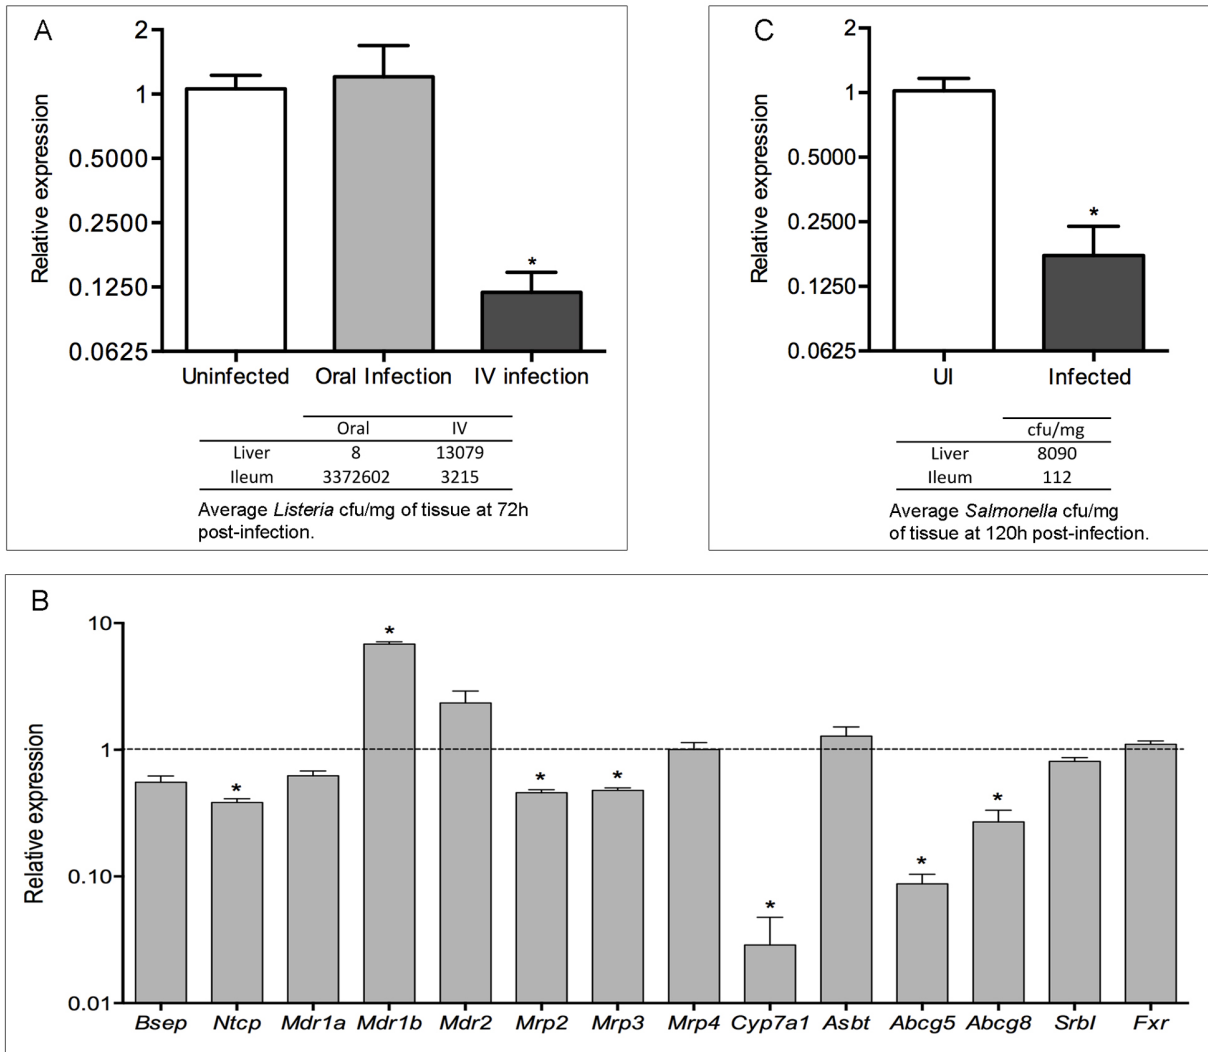 A
Relative expression
2
1
0.5000
0.2500
0.1250
0.0625
*
Uninfected Oral Infection IV infection
Oral IV
Liver 8 13079
Ileum 3372602 3215
Average Listeria cfu/mg of tissue at 72h
post-infection.
C
Relative expression
2
1
0.5000
0.2500
0.1250
0.0625
*
UI Infected
cfu/mg
Liver 8090
Ileum 112
Average Salmonella cfu/mg
of tissue at 120h post-infection.
B
Relative expression
10
1
0.10
0.01
* * * * * * *
Bsep Ntcp Mdr1a Mdr1b Mdr2 Mrp2 Mrp3 Mrp4 Cyp7a1 Asbt Abcg5 Abcg8 SrbI Fxr